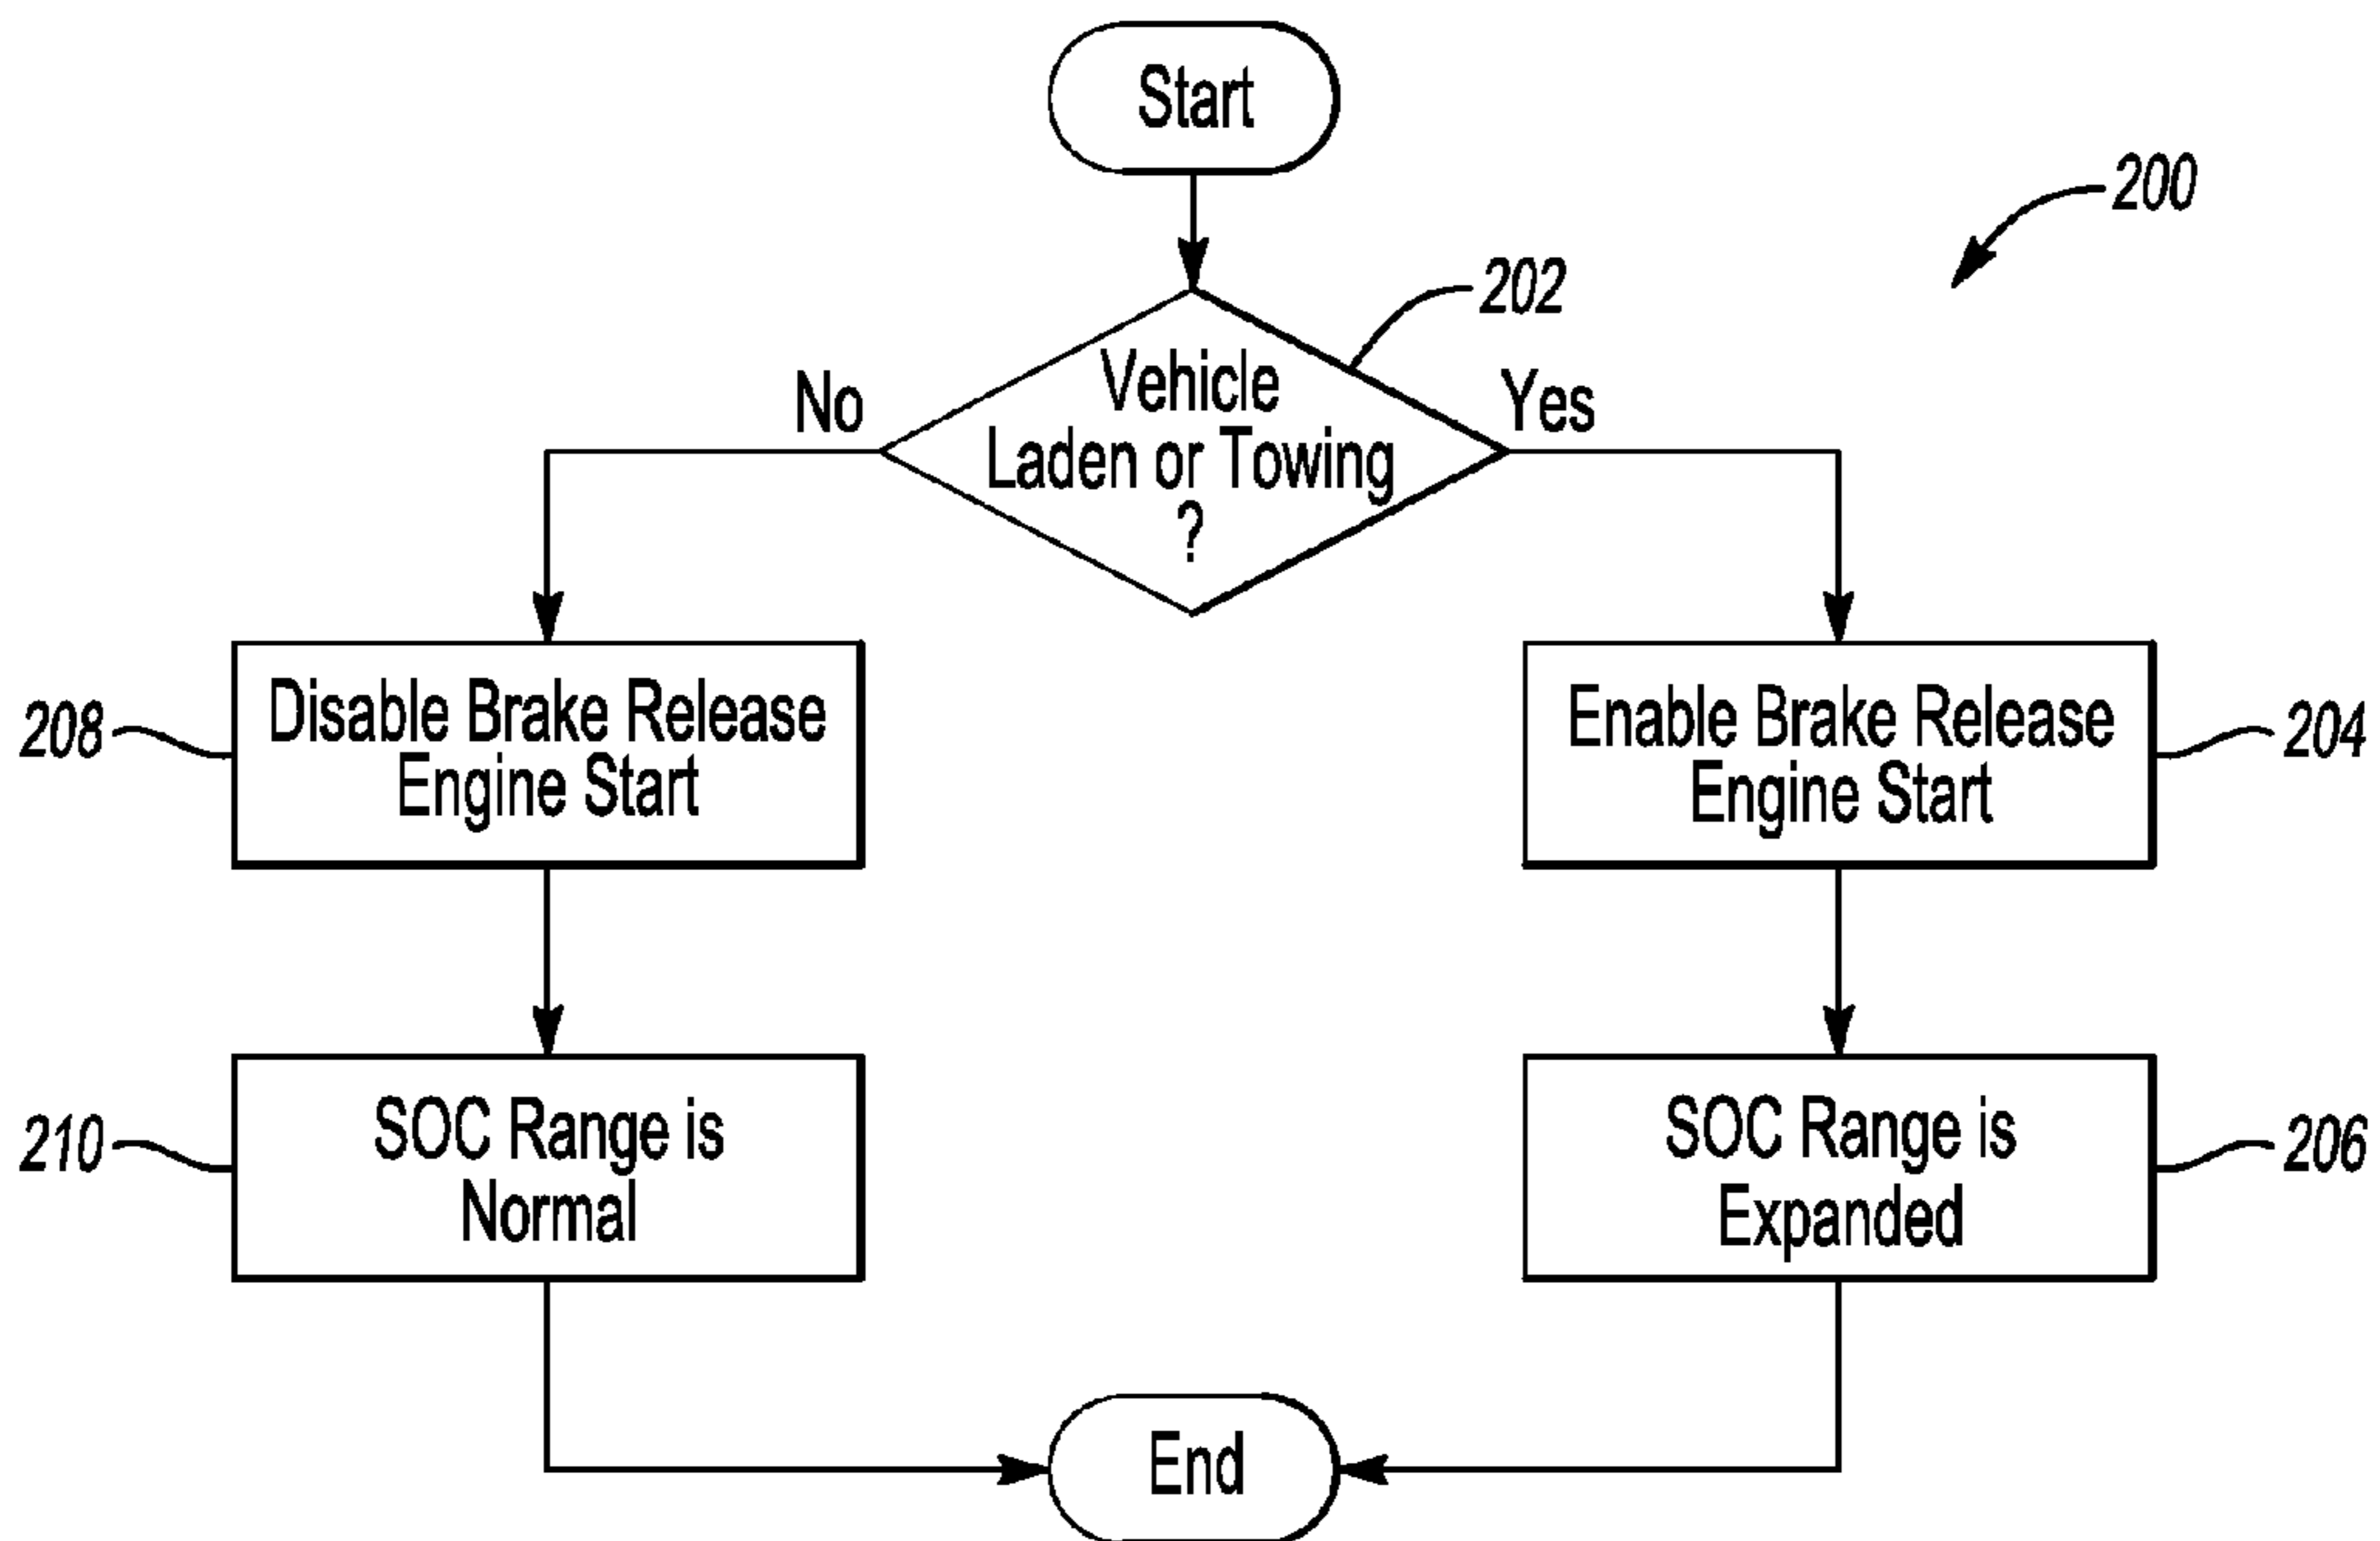 Start
200
202
Vehicle
Laden or Towing
?
No
Yes
Disable Brake Release
Engine Start
208
Enable Brake Release
Engine Start
204
SOC Range is
Normal
210
SOC Range is
Expanded
206
End